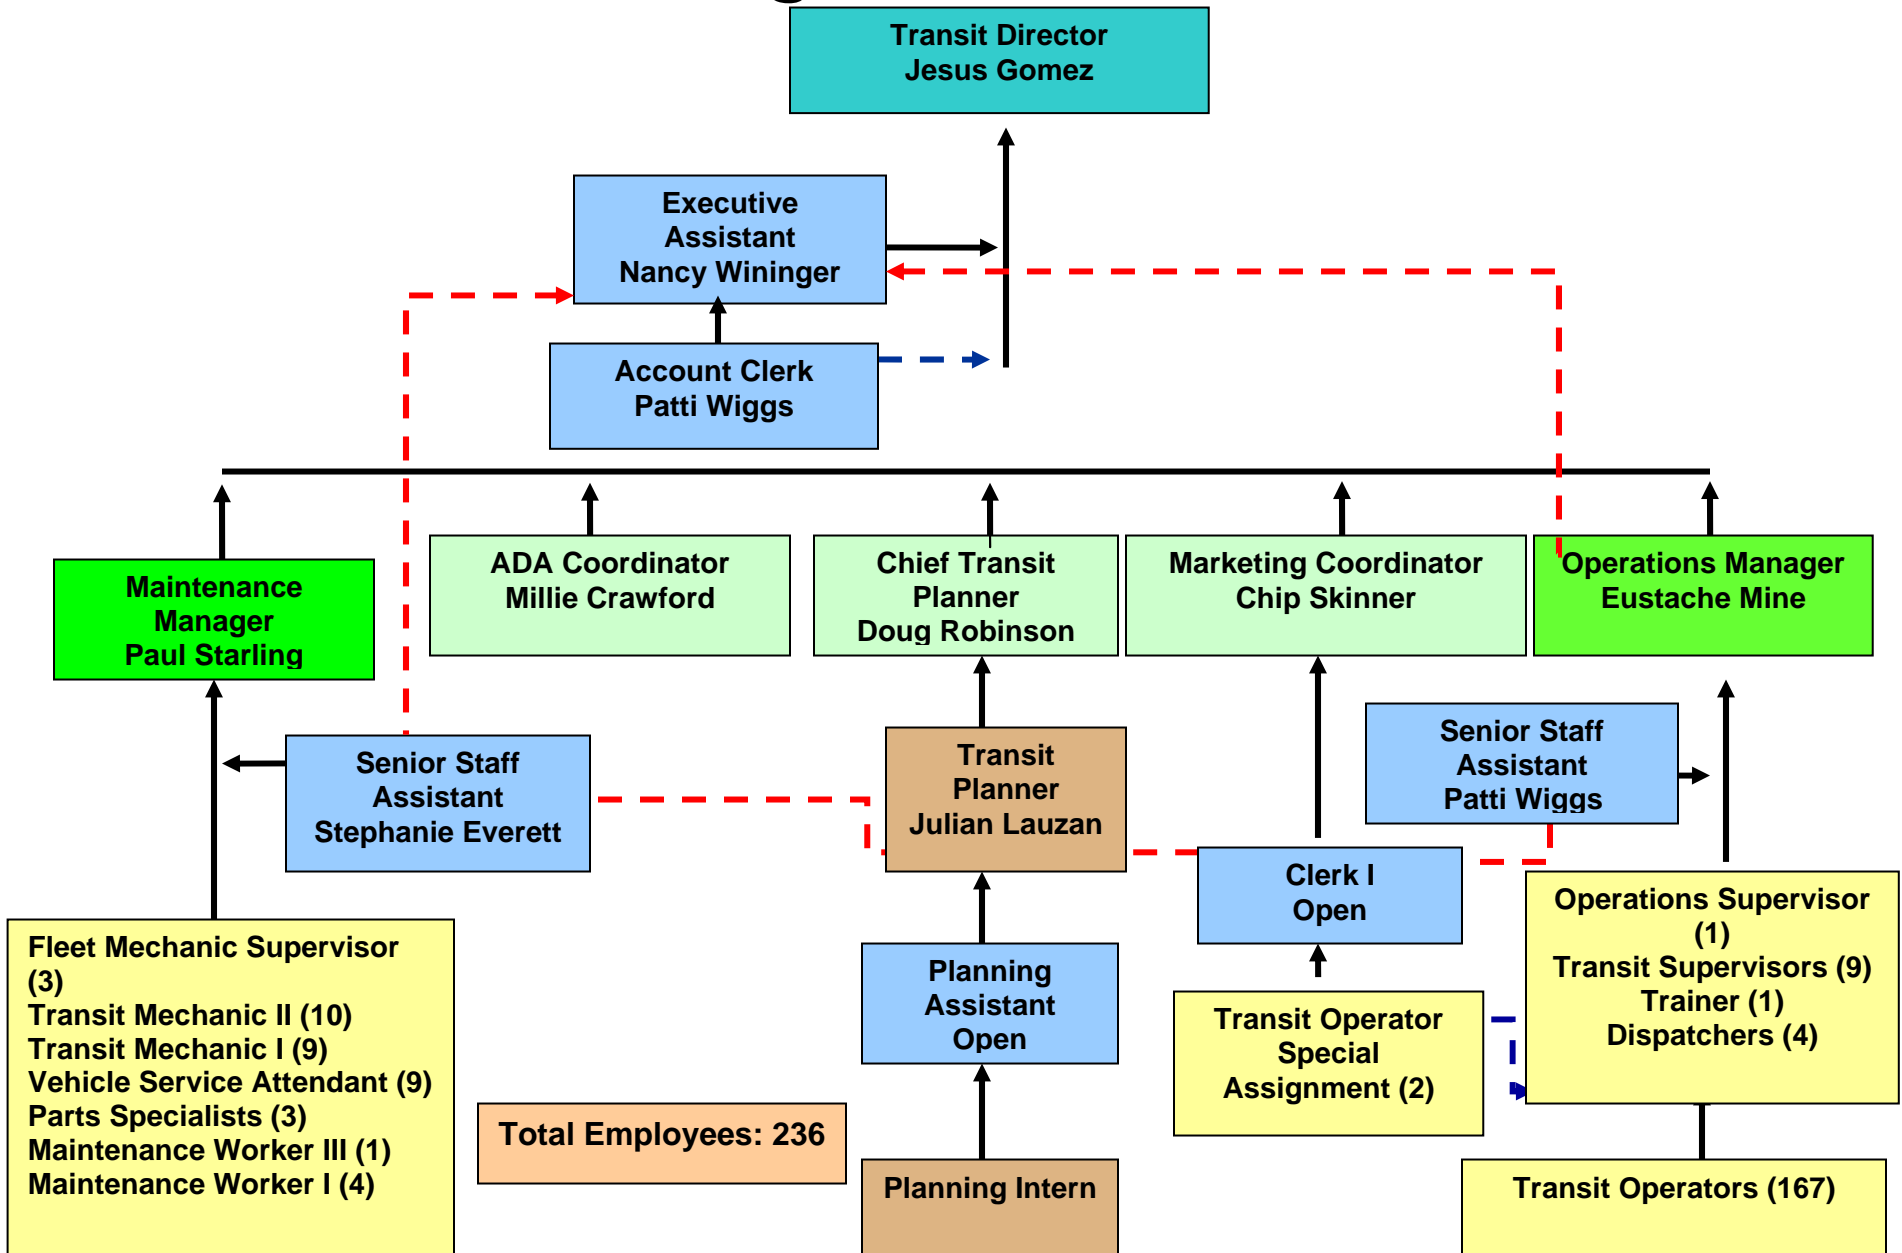 Transit Director
Jesus Gomez
Executive
Assistant
Nancy Wininger
Account Clerk
Patti Wiggs
Maintenance
Manager
Paul Starling
ADA Coordinator
Millie Crawford
Chief Transit
Planner
Doug Robinson
Marketing Coordinator
Chip Skinner
Operations Manager
Eustache Mine
Senior Staff
Assistant
Stephanie Everett
Transit
Planner
Julian Lauzan
Senior Staff
Assistant
Patti Wiggs
Clerk I
Open
Operations Supervisor
(1)
Transit Supervisors (9)
Trainer (1)
Dispatchers (4)
Fleet Mechanic Supervisor
(3)
Transit Mechanic II (10)
Transit Mechanic I (9)
Vehicle Service Attendant (9)
Parts Specialists (3)
Maintenance Worker III (1)
Maintenance Worker I (4)
Planning
Assistant
Open
Transit Operator
Special
Assignment (2)
Total Employees: 236
Planning Intern
Transit Operators (167)